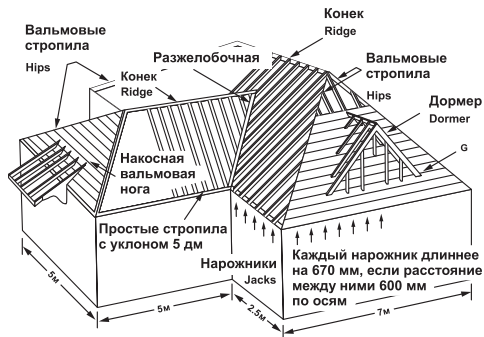 Конек
Ridge
Вальмовые
стропила
Hips
Разжелобочная
Вальмовые
стропила
Hips
Конек
Ridge
Дормер
Dormer
G
Накосная
вальмовая
нога
Простые стропила
с уклоном 5 дм
Нарожники
Jacks
Каждый нарожник длиннее
на 670 мм, если расстояние
между ними 600 мм
по осям
5м
5м
2.5м
7м